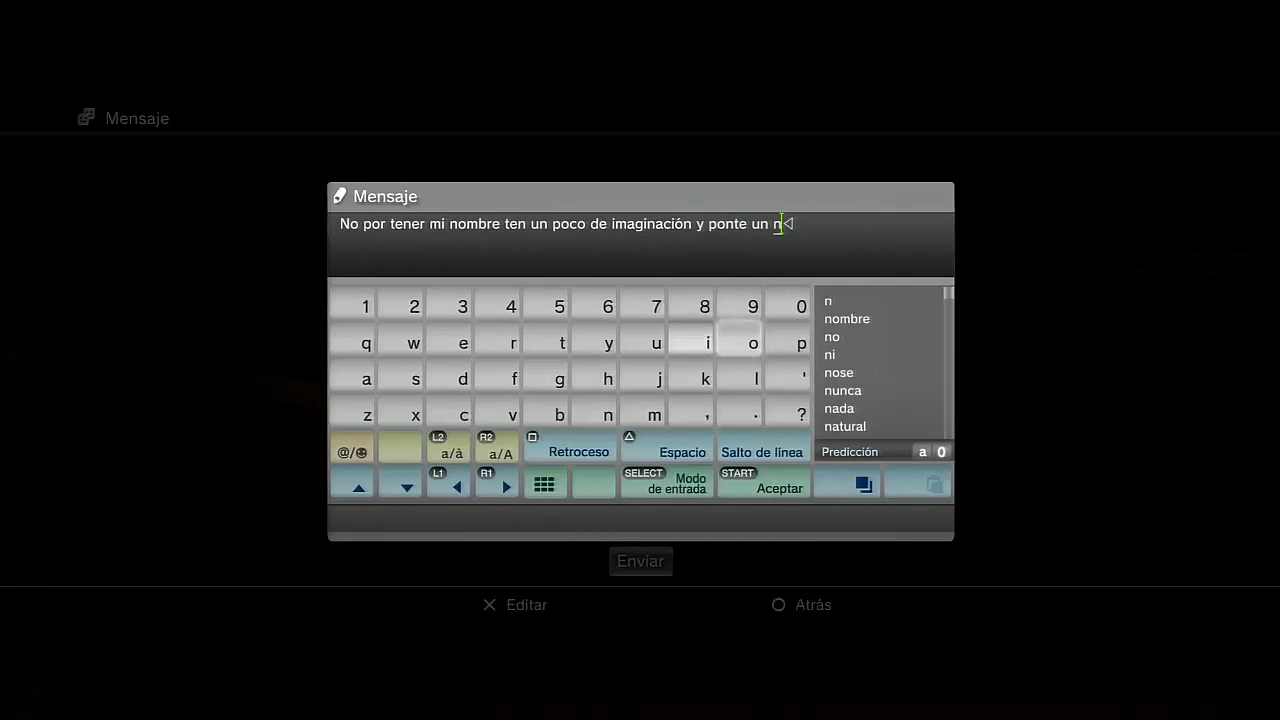 Mensaje
Mensaje
No por tener mi nombre ten un poco de imaginación y ponte un n
1 2 3 4 5 6 7 8 9 0
q w e r t y u i o p
a s d f g h j k l '
z x c v b n m , . ?
n
nombre
no
ni
nose
nunca
nada
natural
@/☻ L2 a/à R2 a/A Retroceso Espacio Salto de línea
Predicción a 0
L1 R1 SELECT Modo de entrada START Aceptar
Enviar
Editar Atrás